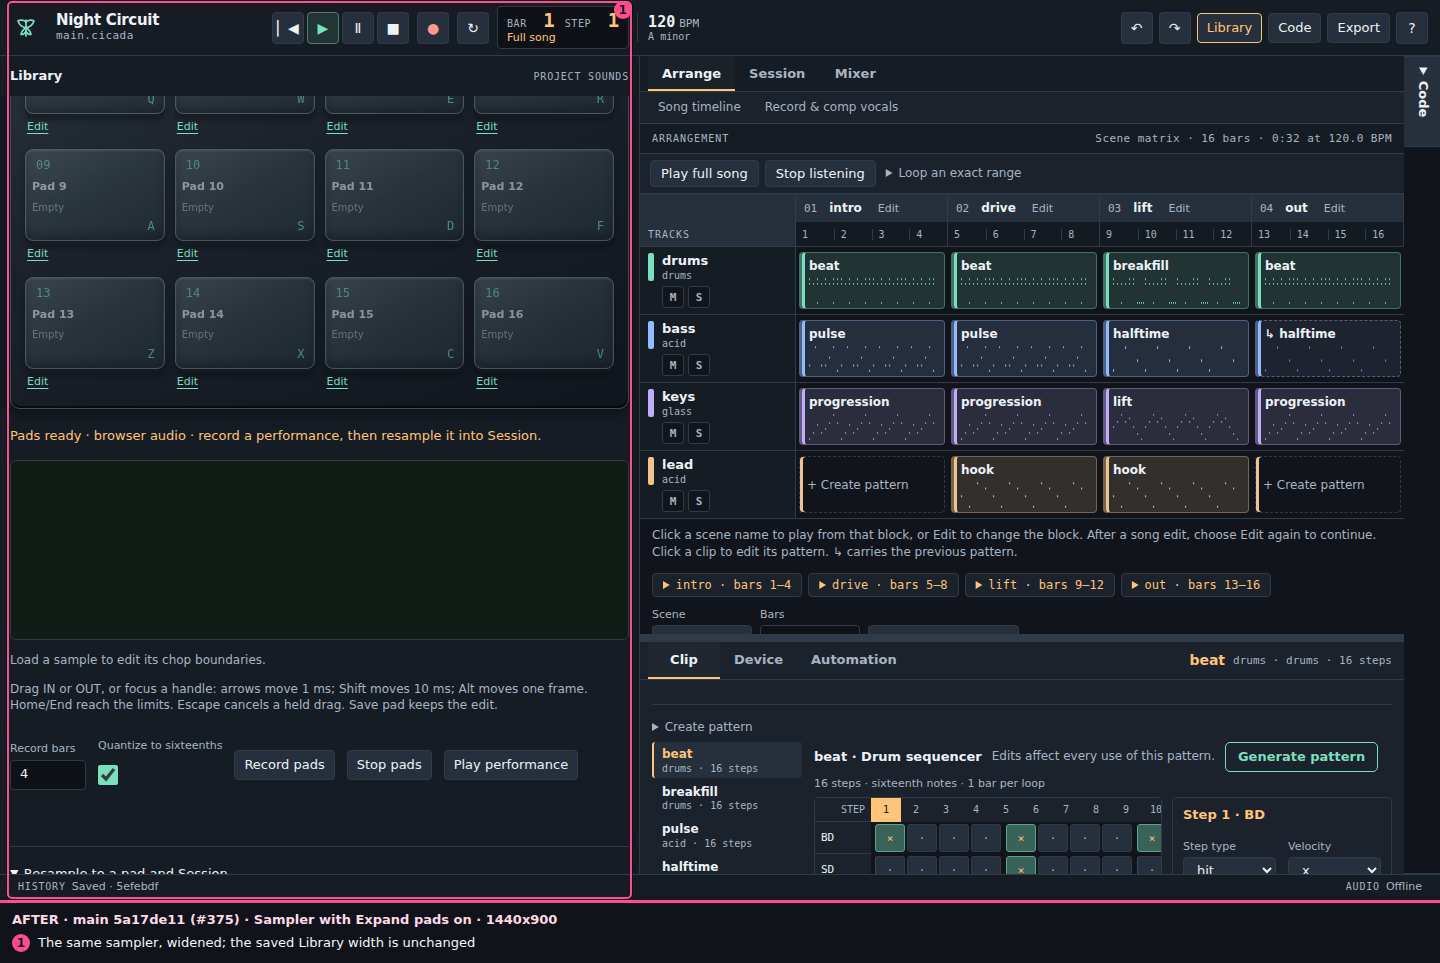 Night Circuit
main.cicada
BAR 1 STEP 1
Full song
1
120 BPM
A minor
Library
Code
Export
?
Library
PROJECT SOUNDS
Q W E R
Edit Edit Edit Edit
09 10 11 12
Pad 9 Pad 10 Pad 11 Pad 12
Empty Empty Empty Empty
A S D F
Edit Edit Edit Edit
13 14 15 16
Pad 13 Pad 14 Pad 15 Pad 16
Empty Empty Empty Empty
Z X C V
Edit Edit Edit Edit
Pads ready · browser audio · record a performance, then resample it into Session.
Load a sample to edit its chop boundaries.
Drag IN or OUT, or focus a handle: arrows move 1 ms; Shift moves 10 ms; Alt moves one frame.
Home/End reach the limits. Escape cancels a held drag. Save pad keeps the edit.
Record bars Quantize to sixteenths
4 Record pads Stop pads Play performance
▼ Resample to a pad and Session
Arrange Session Mixer
Song timeline Record & comp vocals
ARRANGEMENT Scene matrix · 16 bars · 0:32 at 120.0 BPM
Play full song Stop listening ▶ Loop an exact range
01 intro Edit 02 drive Edit 03 lift Edit 04 out Edit
TRACKS 1 2 3 4 5 6 7 8 9 10 11 12 13 14 15 16
drums beat beat breakfill beat
drums
M S
bass pulse pulse halftime ↳ halftime
acid
M S
keys progression progression lift progression
glass
M S
lead + Create pattern hook hook + Create pattern
acid
M S
Click a scene name to play from that block, or Edit to change the block. After a song edit, choose Edit again to continue.
Click a clip to edit its pattern. ↳ carries the previous pattern.
▶ intro · bars 1–4 ▶ drive · bars 5–8 ▶ lift · bars 9–12 ▶ out · bars 13–16
Scene Bars
Clip Device Automation beat drums · drums · 16 steps
▶ Create pattern
beat
drums · 16 steps
breakfill
drums · 16 steps
pulse
acid · 16 steps
halftime
beat · Drum sequencer Edits affect every use of this pattern. Generate pattern
16 steps · sixteenth notes · 1 bar per loop
STEP 1 2 3 4 5 6 7 8 9 10
BD × · · · × · · · ×
SD · · · · × · · · ·
Step 1 · BD
Step type Velocity
hit x
▼ Code
HISTORY Saved · 5efebdf
AUDIO Offline
AFTER · main 5a17de11 (#375) · Sampler with Expand pads on · 1440x900
1 The same sampler, widened; the saved Library width is unchanged